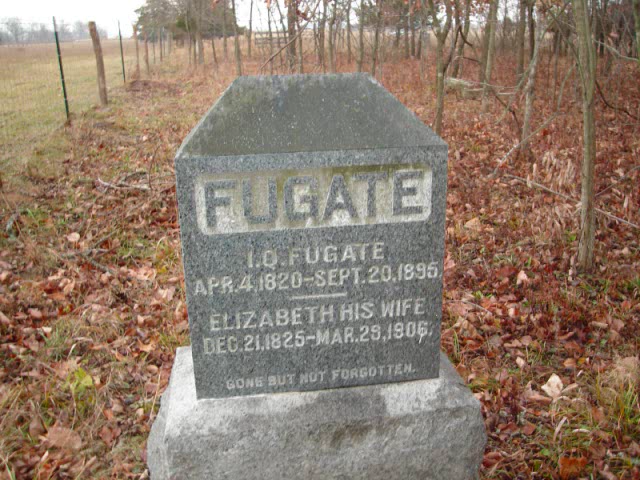 FUGATE
I.D. FUGATE
APR. 4, 1820–SEPT. 20, 1895.
ELIZABETH HIS WIFE
DEC. 21, 1825–MAR. 29, 1906.
GONE BUT NOT FORGOTTEN.